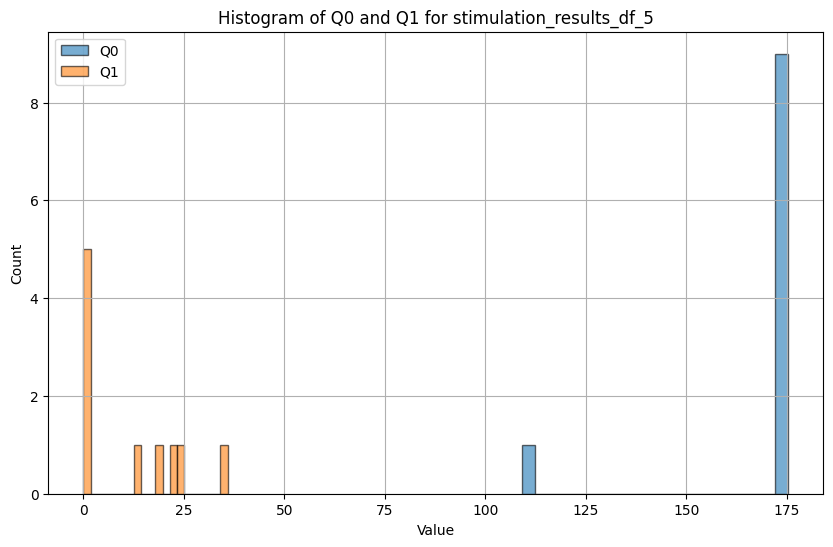 Histogram of Q0 and Q1 for stimulation_results_df_5
Q0
Q1
Count
8
6
4
2
0
0 25 50 75 100 125 150 175
Value